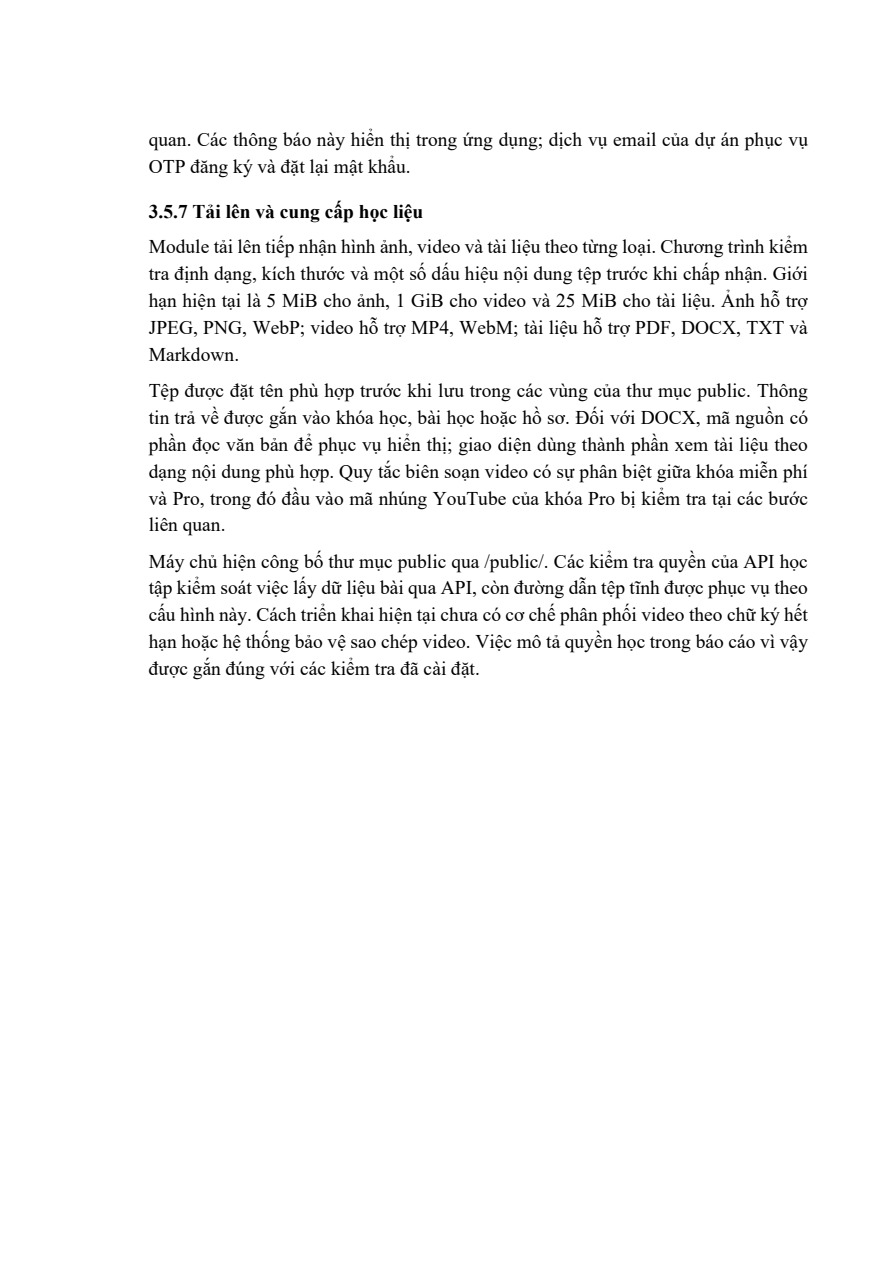 quan. Các thông báo này hiển thị trong ứng dụng; dịch vụ email của dự án phục vụ
OTP đăng ký và đặt lại mật khẩu.
3.5.7 Tải lên và cung cấp học liệu
Module tải lên tiếp nhận hình ảnh, video và tài liệu theo từng loại. Chương trình kiểm
tra định dạng, kích thước và một số dấu hiệu nội dung tệp trước khi chấp nhận. Giới
hạn hiện tại là 5 MiB cho ảnh, 1 GiB cho video và 25 MiB cho tài liệu. Ảnh hỗ trợ
JPEG, PNG, WebP; video hỗ trợ MP4, WebM; tài liệu hỗ trợ PDF, DOCX, TXT và
Markdown.
Tệp được đặt tên phù hợp trước khi lưu trong các vùng của thư mục public. Thông
tin trả về được gắn vào khóa học, bài học hoặc hồ sơ. Đối với DOCX, mã nguồn có
phần đọc văn bản để phục vụ hiển thị; giao diện dùng thành phần xem tài liệu theo
dạng nội dung phù hợp. Quy tắc biên soạn video có sự phân biệt giữa khóa miễn phí
và Pro, trong đó đầu vào mã nhúng YouTube của khóa Pro bị kiểm tra tại các bước
liên quan.
Máy chủ hiện công bố thư mục public qua /public/. Các kiểm tra quyền của API học
tập kiểm soát việc lấy dữ liệu bài qua API, còn đường dẫn tệp tĩnh được phục vụ theo
cấu hình này. Cách triển khai hiện tại chưa có cơ chế phân phối video theo chữ ký hết
hạn hoặc hệ thống bảo vệ sao chép video. Việc mô tả quyền học trong báo cáo vì vậy
được gắn đúng với các kiểm tra đã cài đặt.